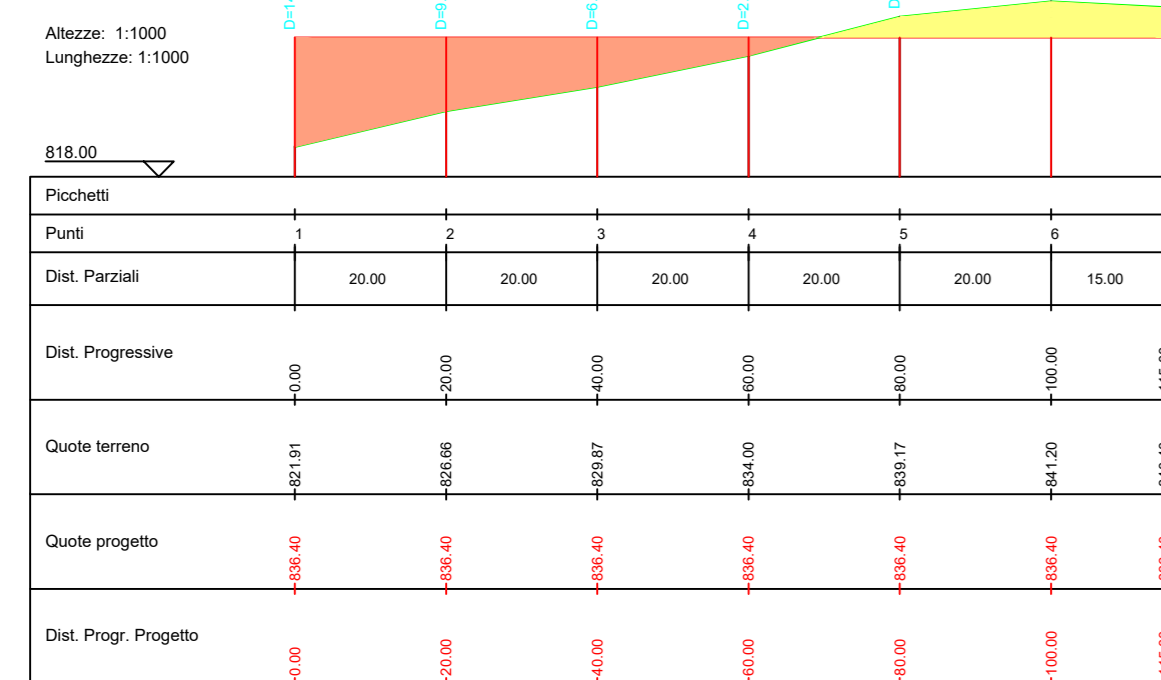 Altezze: 1:1000
Lunghezze: 1:1000
818.00
Picchetti
Punti 1 2 3 4 5 6
Dist. Parziali 20.00 20.00 20.00 20.00 20.00 15.00
Dist. Progressive 0.00 20.00 40.00 60.00 80.00 100.00
Quote terreno 821.91 826.66 829.87 834.00 839.17 841.20
Quote progetto 836.40 836.40 836.40 836.40 836.40 836.40
Dist. Progr. Progetto 0.00 20.00 40.00 60.00 80.00 100.00